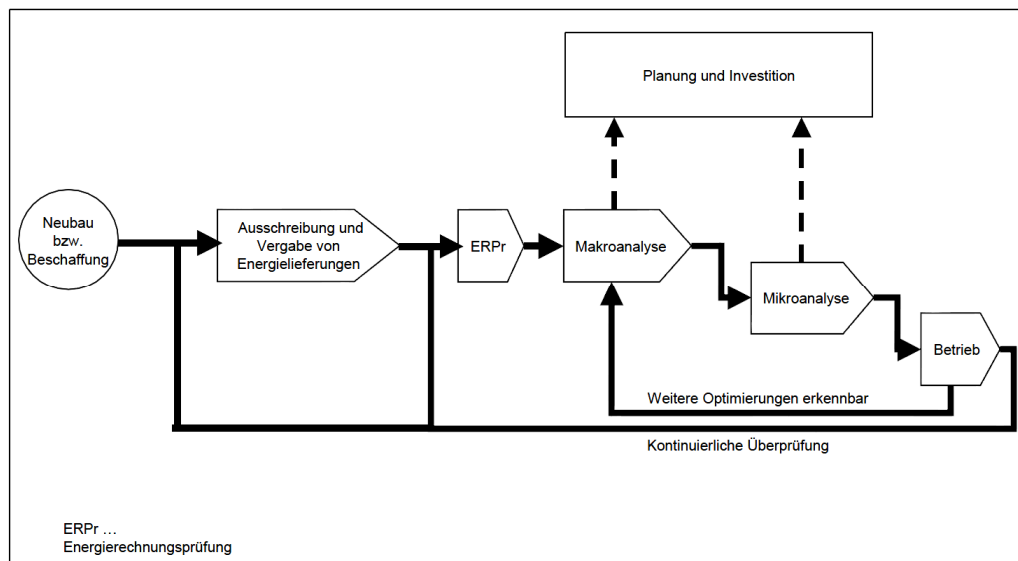 Planung und Investition
Neubau
bzw.
Beschaffung
Ausschreibung und
Vergabe von
Energielieferungen
ERPr
Makroanalyse
Mikroanalyse
Betrieb
Weitere Optimierungen erkennbar
Kontinuierliche Überprüfung
ERPr ...
Energierechnungsprüfung